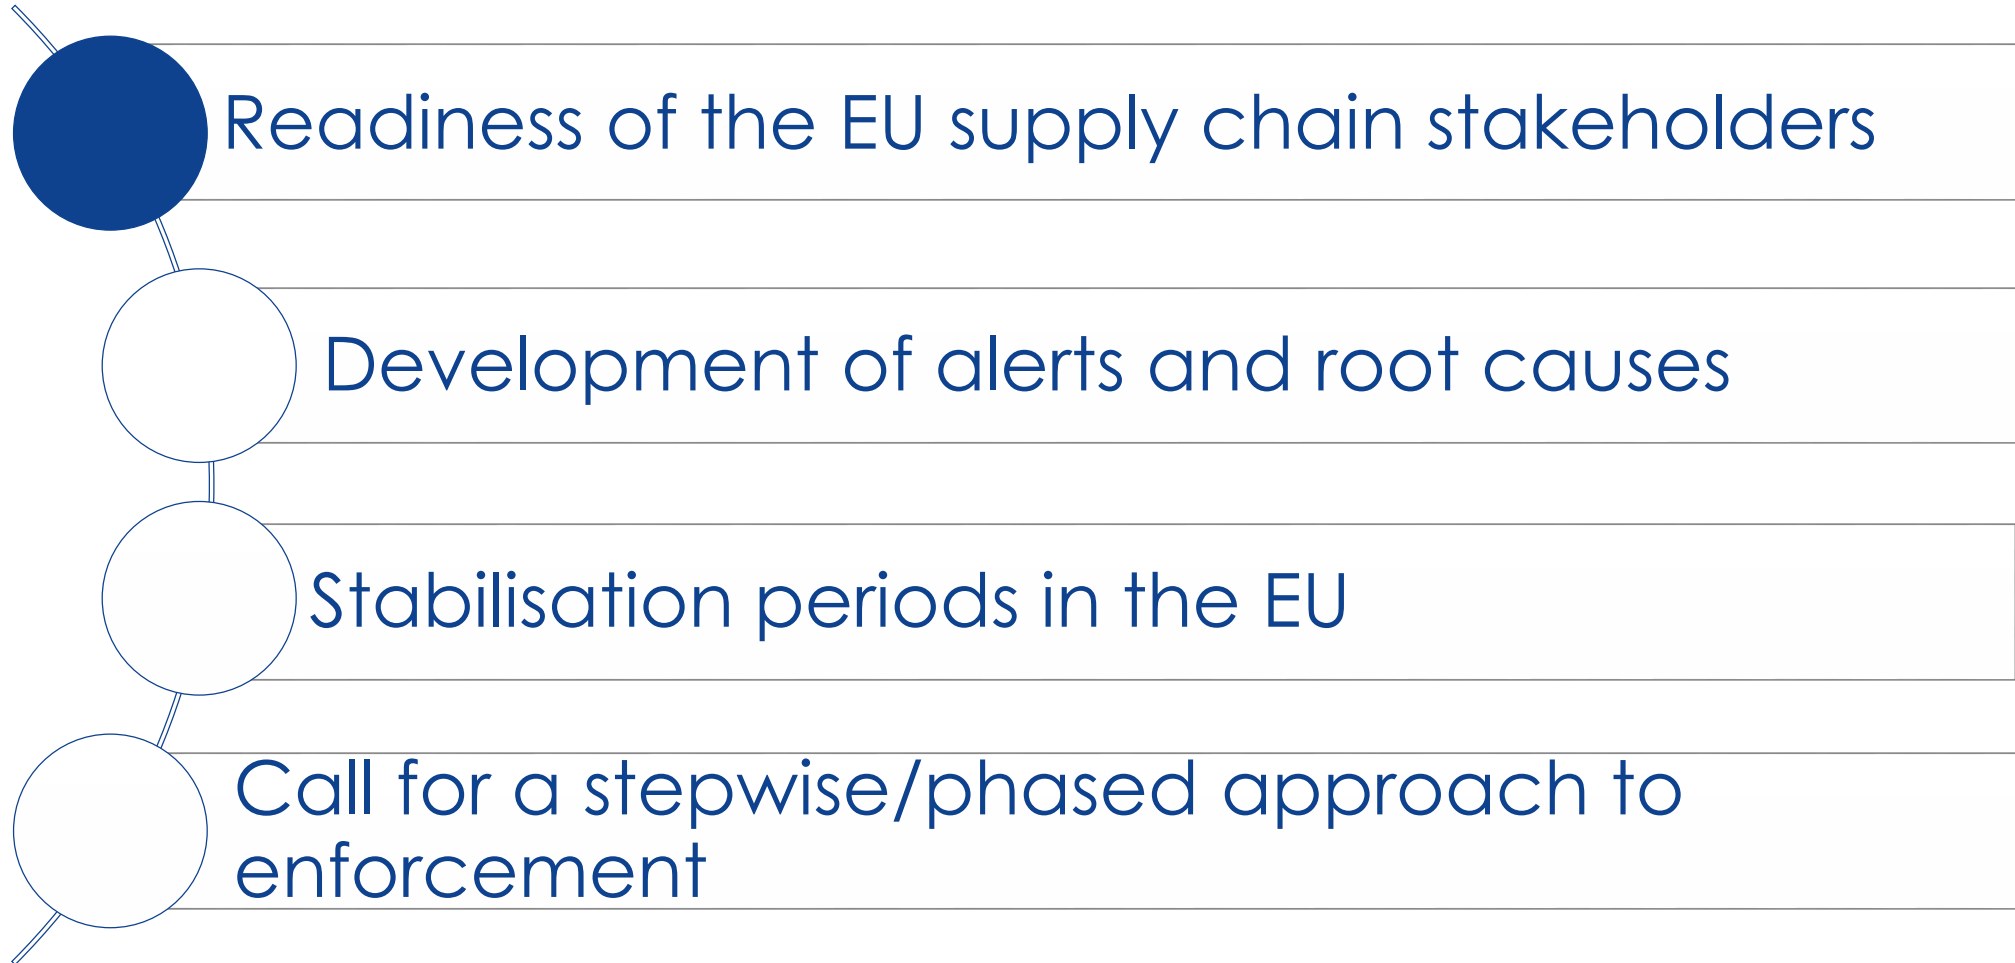 Readiness of the EU supply chain stakeholders
Development of alerts and root causes
Stabilisation periods in the EU
Call for a stepwise/phased approach to
enforcement